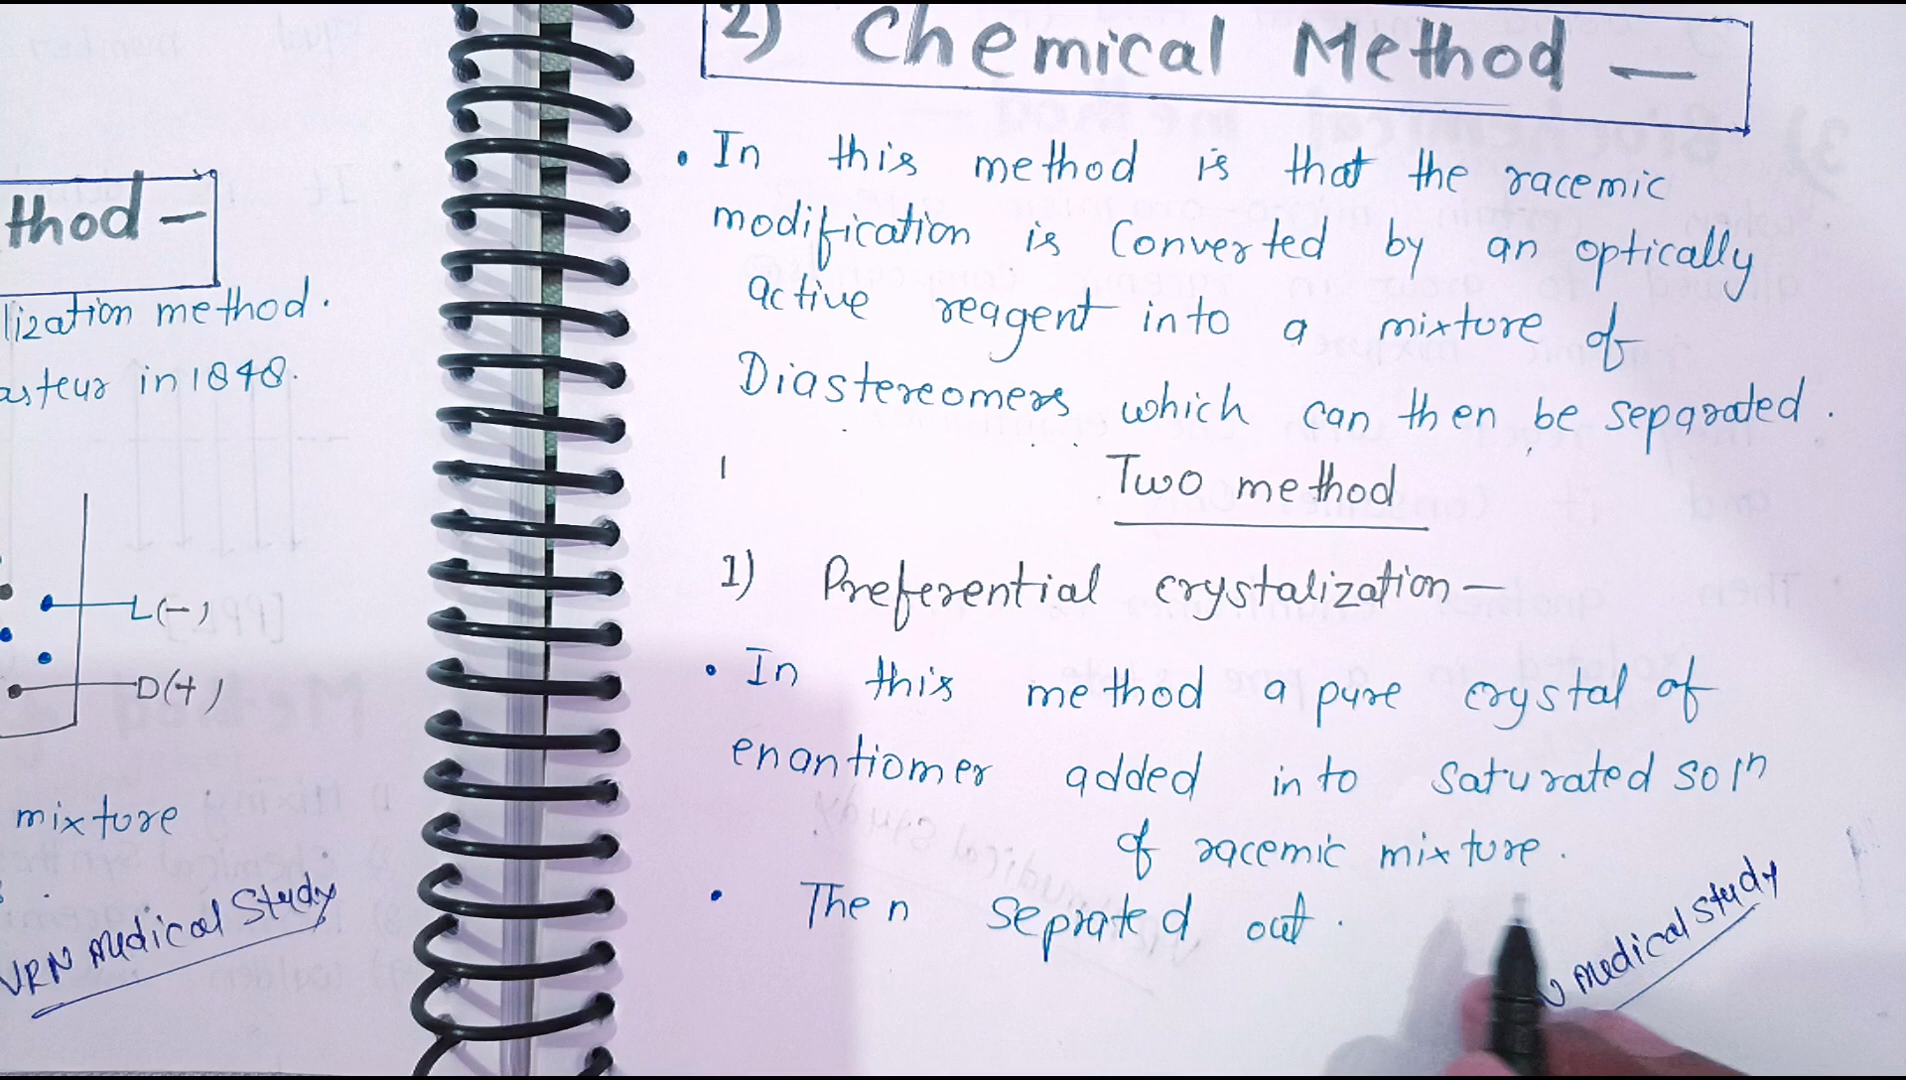 thod -
lization method.
asteur in 1848.
L(-)
D(+)
mixture
VRN Medical Study
2) Chemical Method —
• In this method is that the racemic
modification is Converted by an optically
active reagent into a mixture of
Diastereomers which can then be separated.
Two method
1) Preferential crystalization —
• In this method a pure crystal of
enantiomer added into saturated soln
of racemic mixture.
• Then seprated out.
N Medical Study